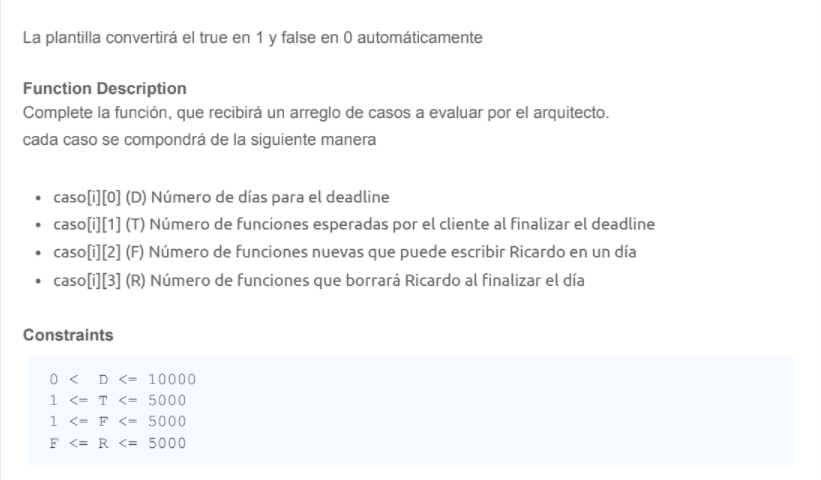 La plantilla convertirá el true en 1 y false en 0 automáticamente
Function Description
Complete la función, que recibirá un arreglo de casos a evaluar por el arquitecto.
cada caso se compondrá de la siguiente manera
• caso[i][0] (D) Número de días para el deadline
• caso[i][1] (T) Número de funciones esperadas por el cliente al finalizar el deadline
• caso[i][2] (F) Número de funciones nuevas que puede escribir Ricardo en un día
• caso[i][3] (R) Número de funciones que borrará Ricardo al finalizar el día
Constraints
0 <  D <= 10000
1 <= T <= 5000
1 <= F <= 5000
F <= R <= 5000